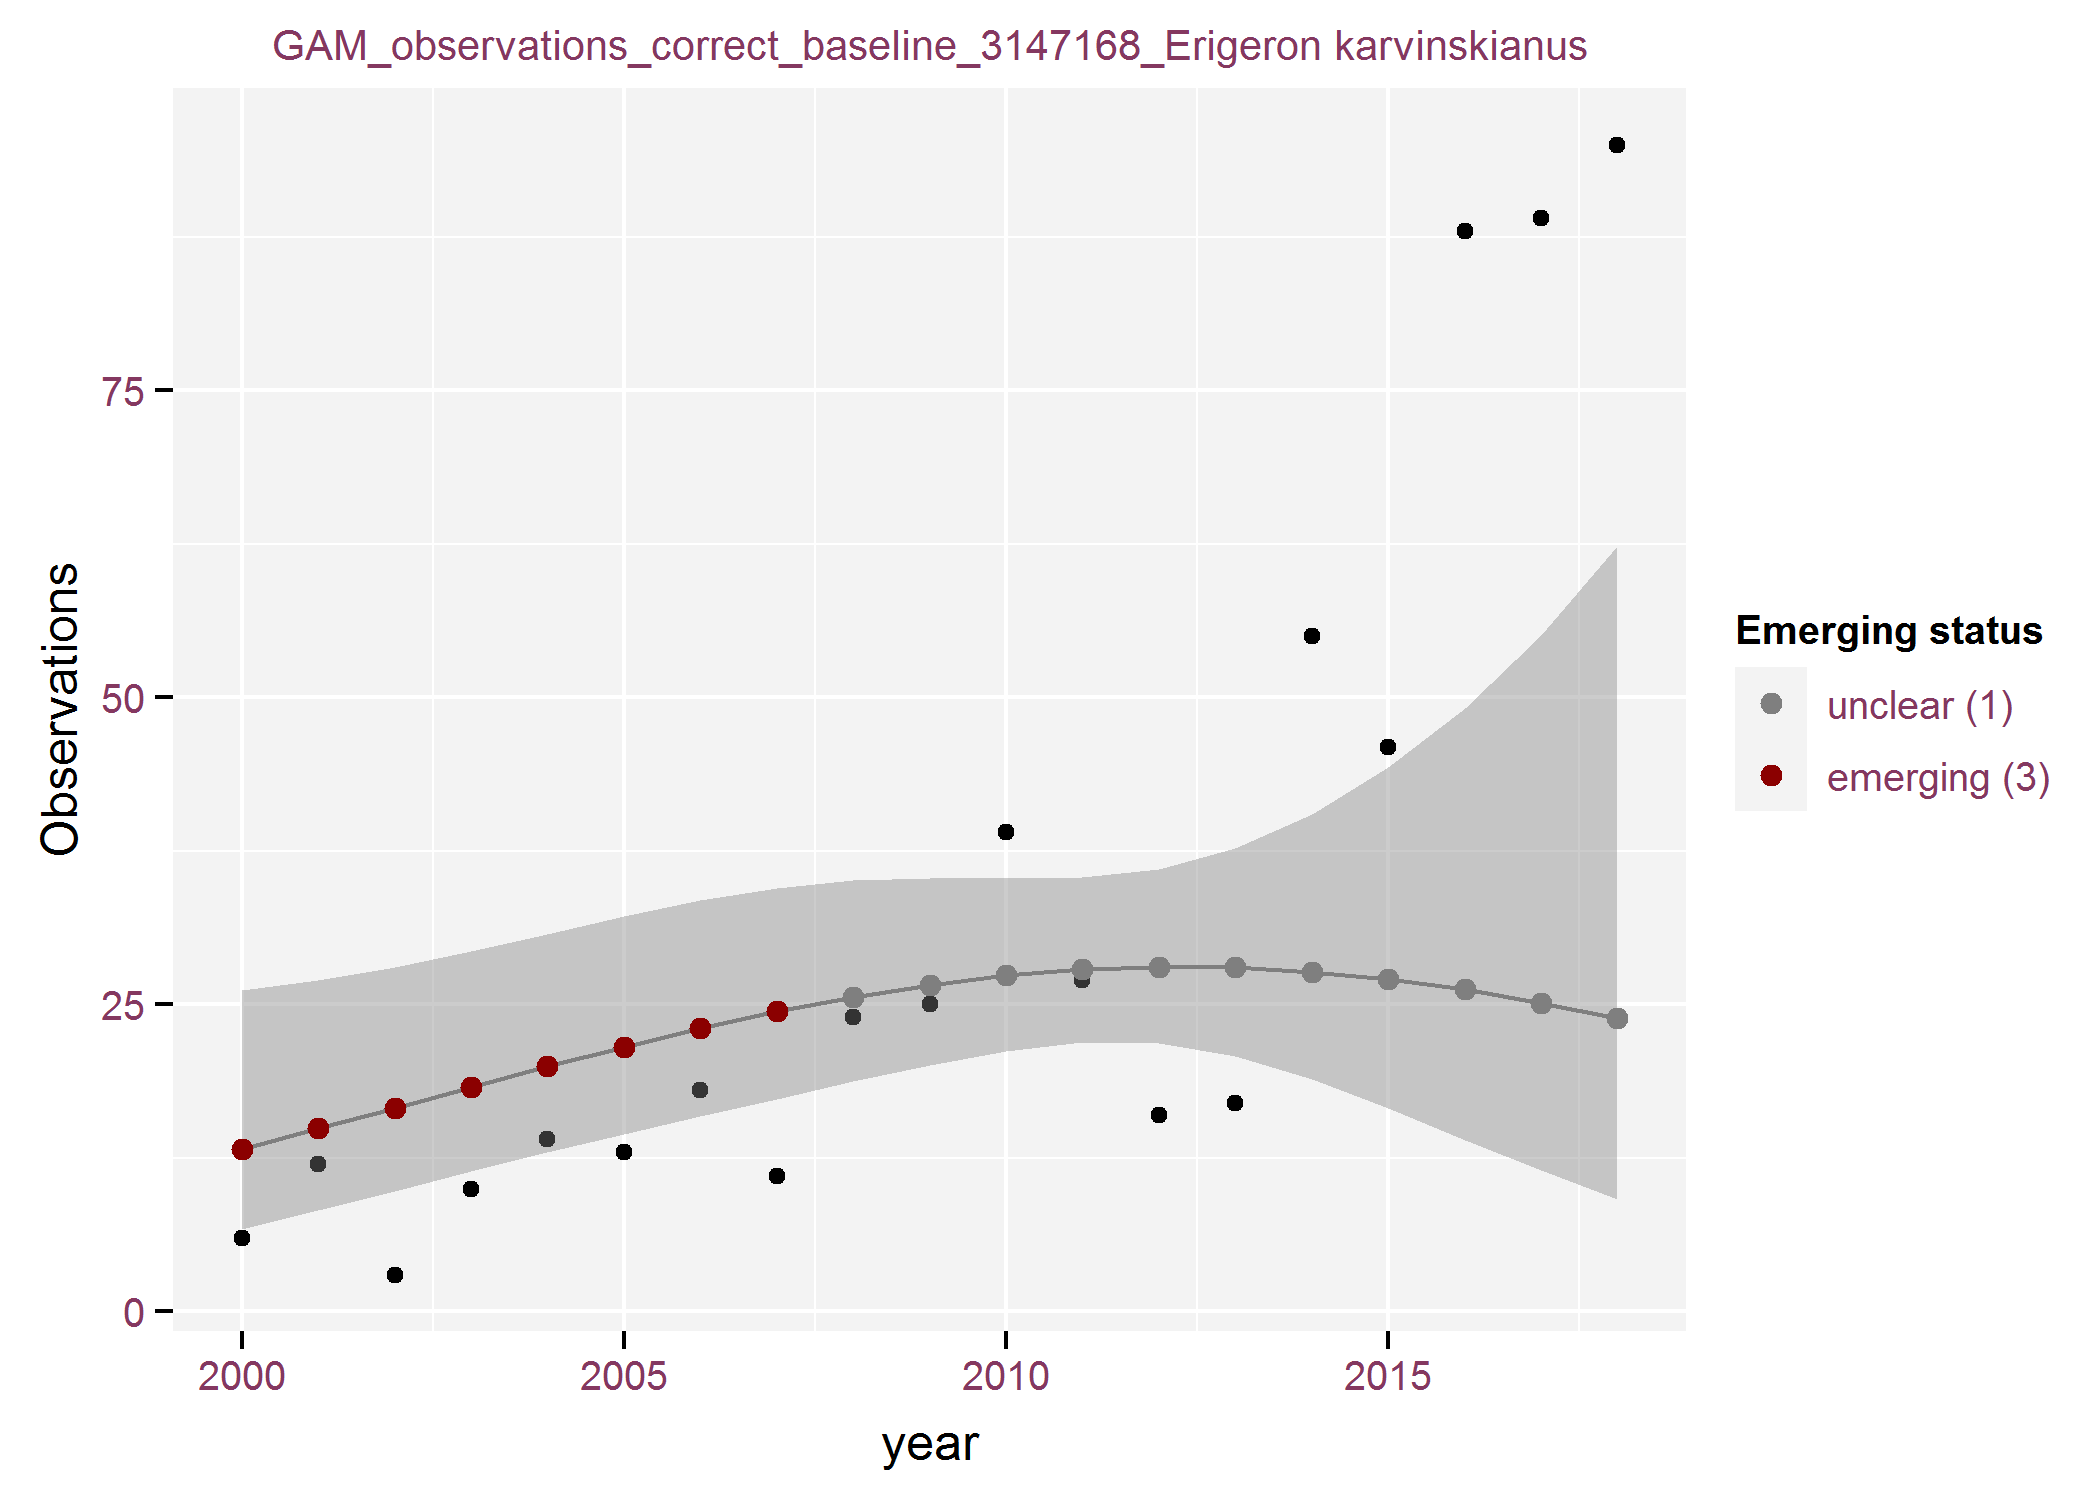 GAM_observations_correct_baseline_3147168_Erigeron karvinskianus
Observations
75
50
25
0
2000 2005 2010 2015
year
Emerging status
unclear (1)
emerging (3)